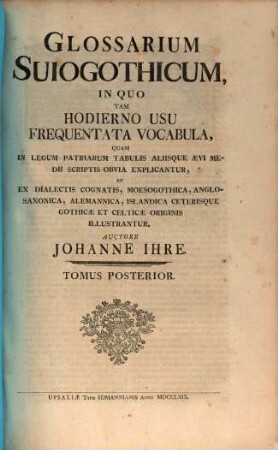 GLOSSARIUM
SUIOGOTHICUM,
IN QUO
TAM
HODIERNO USU
FREQUENTATA VOCABULA,
QUAM
IN LEGUM PATRIARUM TABULIS ALIISQUE ÆVI ME-
DII SCRIPTIS OBVIA EXPLICANTUR,
ET
EX DIALECTIS COGNATIS, MOESOGOTHICA, ANGLO-
SAXONICA, ALEMANNICA, ISLANDICA CETERISQUE
GOTHICÆ ET CELTICÆ ORIGINIS
ILLUSTRANTUR,
AUCTORE
JOHANNE IHRE.
TOMUS POSTERIOR.
UPSALIÆ Typis EDMANNIANIS Anno MDCCLXIX.